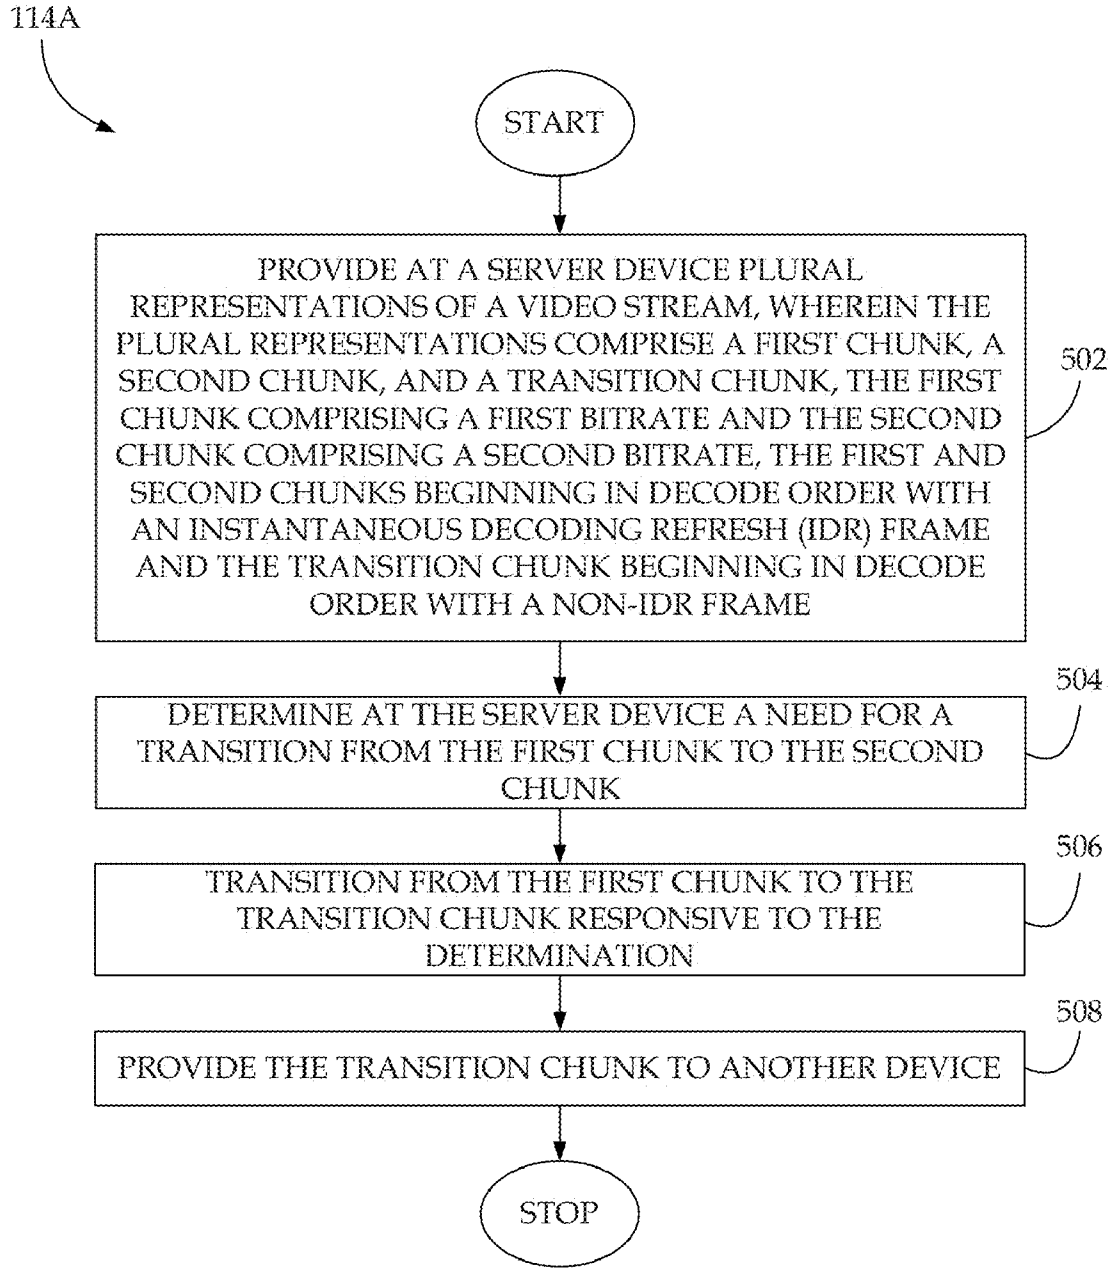 114A
START
PROVIDE AT A SERVER DEVICE PLURAL
REPRESENTATIONS OF A VIDEO STREAM, WHEREIN THE
PLURAL REPRESENTATIONS COMPRISE A FIRST CHUNK, A
SECOND CHUNK, AND A TRANSITION CHUNK, THE FIRST
CHUNK COMPRISING A FIRST BITRATE AND THE SECOND
CHUNK COMPRISING A SECOND BITRATE, THE FIRST AND
SECOND CHUNKS BEGINNING IN DECODE ORDER WITH
AN INSTANTANEOUS DECODING REFRESH (IDR) FRAME
AND THE TRANSITION CHUNK BEGINNING IN DECODE
ORDER WITH A NON-IDR FRAME
502
504
DETERMINE AT THE SERVER DEVICE A NEED FOR A
TRANSITION FROM THE FIRST CHUNK TO THE SECOND
CHUNK
506
TRANSITION FROM THE FIRST CHUNK TO THE
TRANSITION CHUNK RESPONSIVE TO THE
DETERMINATION
508
PROVIDE THE TRANSITION CHUNK TO ANOTHER DEVICE
STOP